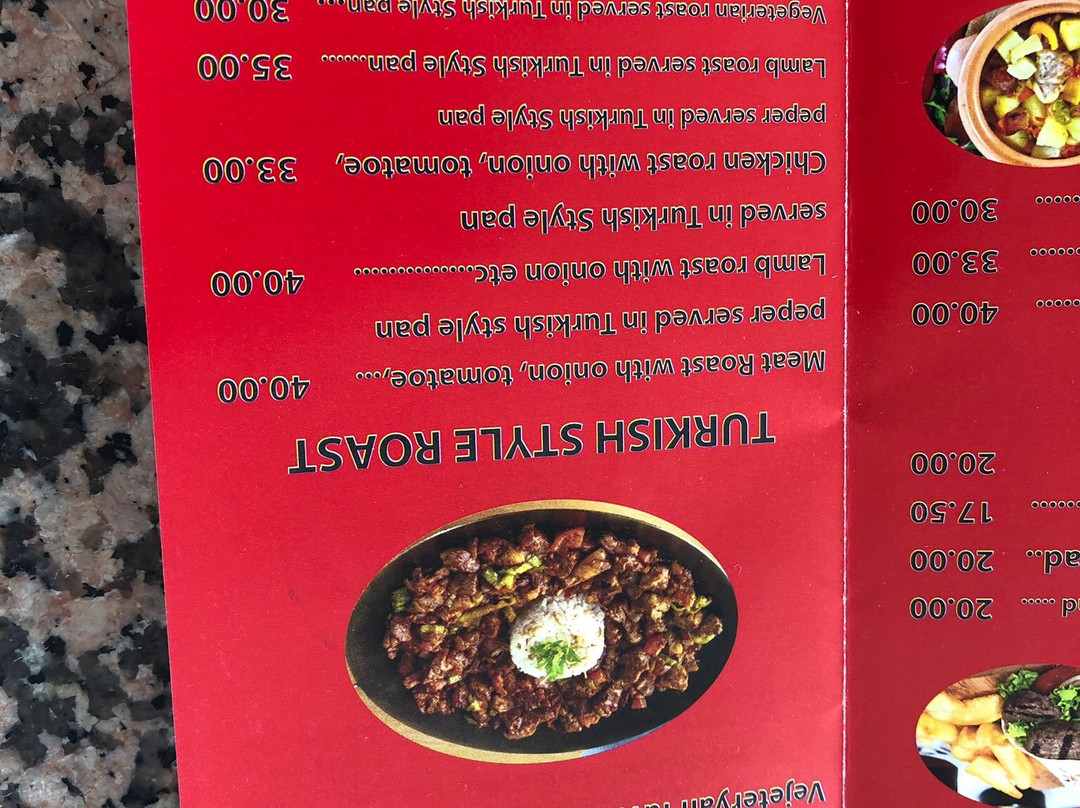 20.00
ad.. 20.00
........ 17.50
20.00
..... 40.00
........ 33.00
..... 30.00
Vejeteryan
TURKISH STYLE ROAST
Meat Roast with onion, tomatoe,... 40.00
peper served in Turkish style pan
Lamb roast with onion etc................ 40.00
served in Turkish Style pan
Chicken roast with onion, tomatoe, 33.00
peper served in Turkish Style pan
Lamb roast served in Turkish Style pan...... 35.00
Vegeterian roast served in Turkish Style pan.... 30.00